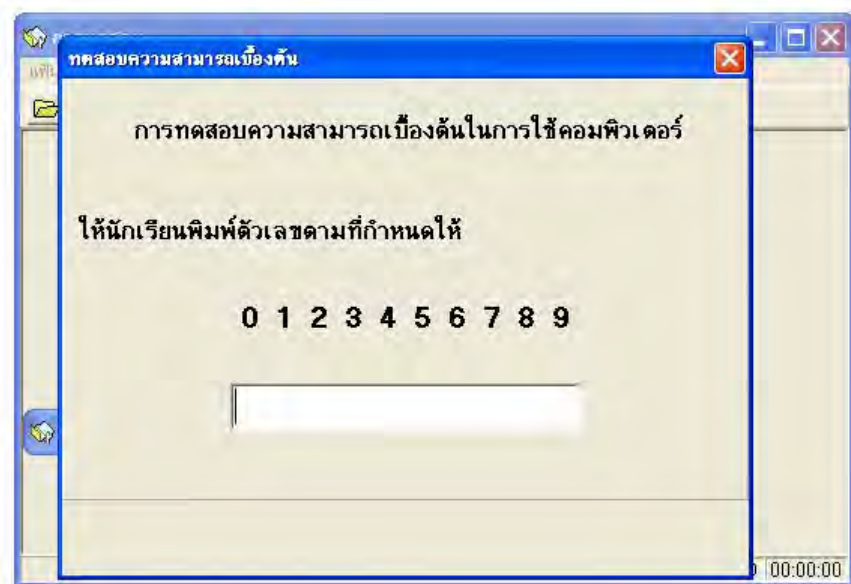 ทดสอบความสามารถเบื้องต้น
การทดสอบความสามารถเบื้องต้นในการใช้คอมพิวเตอร์
ให้นักเรียนพิมพ์ตัวเลขตามที่กำหนดให้
0 1 2 3 4 5 6 7 8 9
00:00:00